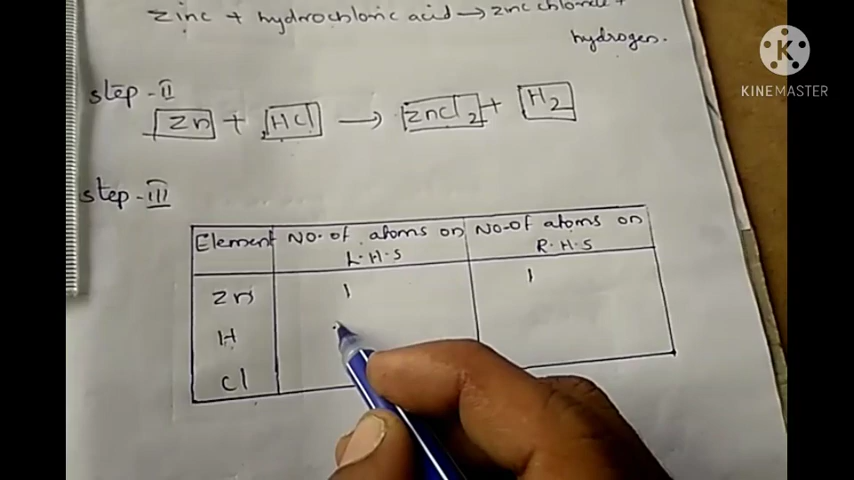 zinc + hydrochloric acid → zinc chloride +
hydrogen.
KINEMASTER
step - II
Zn + HCl → ZnCl2 + H2
step - III
Element No. of atoms on L.H.S No. of atoms on R.H.S
Zn 1 1
H
Cl